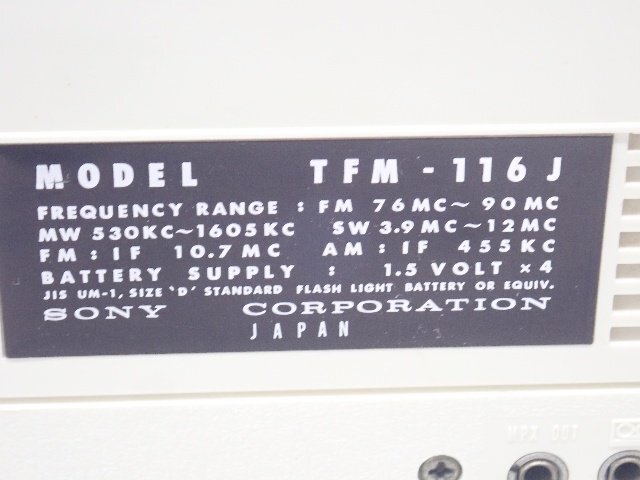 MODEL TFM-116 J
FREQUENCY RANGE : FM 76MC~90MC
MW 530KC~1605KC SW 3.9MC~12MC
FM : IF 10.7MC AM : IF 455KC
BATTERY SUPPLY : 1.5 VOLT ×4
JIS UM-1, SIZE 'D' STANDARD FLASH LIGHT BATTERY OR EQUIV.
SONY CORPORATION
JAPAN
MPX OUT